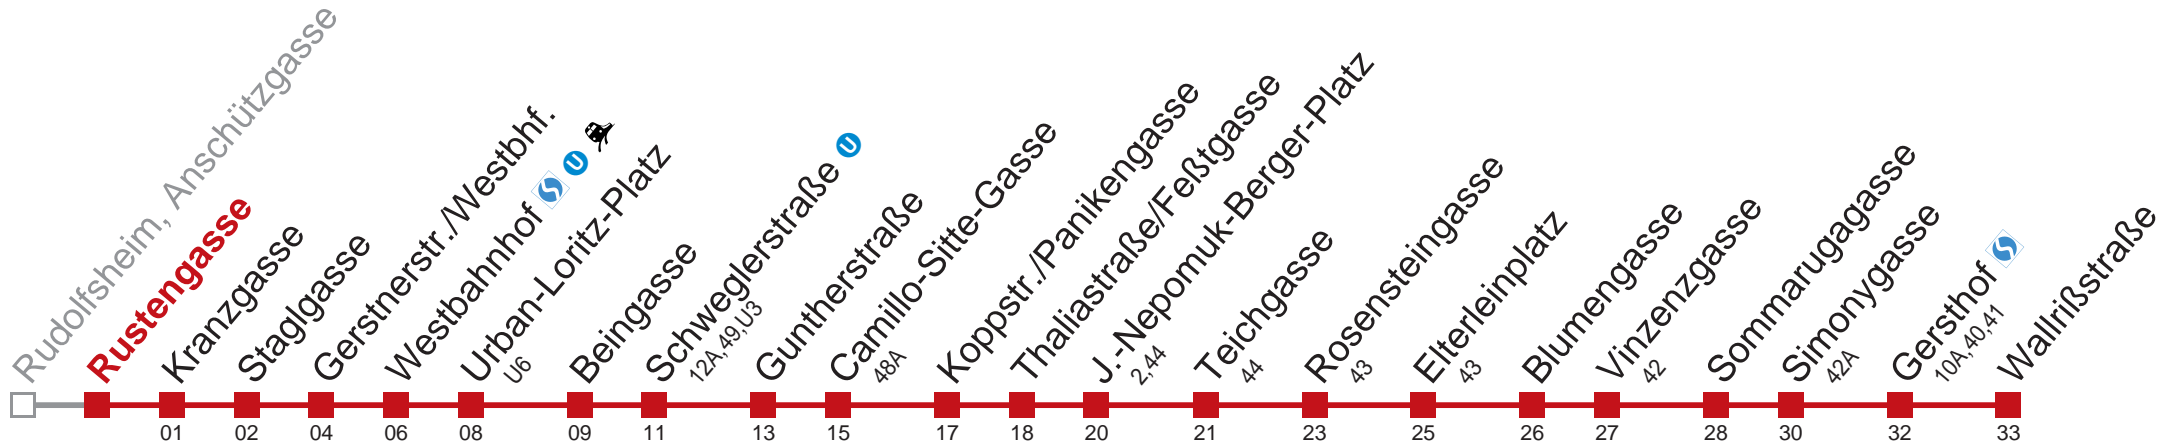 Rudolfsheim, Anschützgasse
Rustengasse
Kranzgasse
Staglgasse
Gerstnerstr./Westbhf.
Westbahnhof S U
Urban-Loritz-Platz
U6
Beingasse
Schweglerstraße U
12A,49,U3
Guntherstraße
Camillo-Sitte-Gasse
48A
Koppstr./Panikengasse
Thaliastraße/Feßtgasse
J.-Nepomuk-Berger-Platz
2,44
Teichgasse
44
Rosensteingasse
43
Elterleinplatz
43
Blumengasse
Vinzenzgasse
42
Sommarugagasse
Simonygasse
42A
Gersthof S
10A,40,41
Wallrißstraße
01 02 04 06 08 09 11 13 15 17 18 20 21 23 25 26 27 28 30 32 33